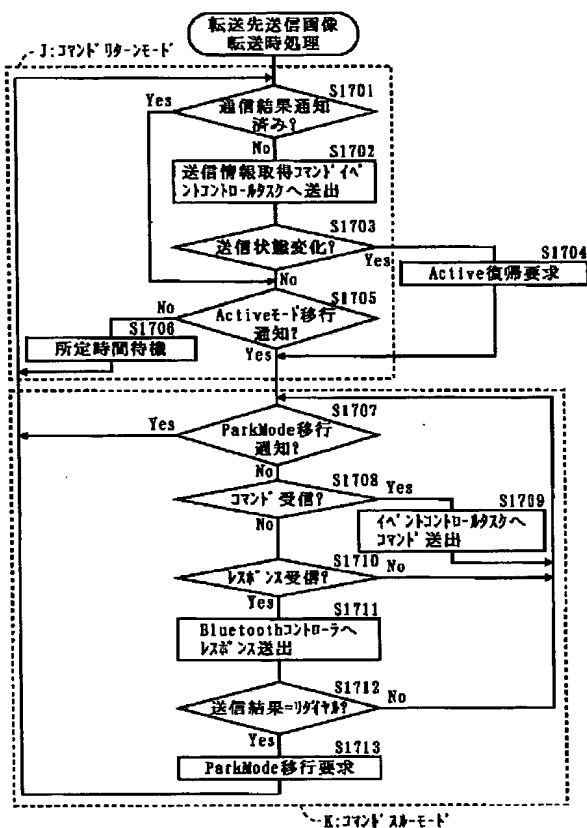 転送先送信画像
転送時処理
J:コマンドリターンモード
S1701
Yes
通信結果通知
済み?
No
S1702
送信情報取得コマンドイベ
ントコントロールタスクへ送出
S1703
送信状態変化?
Yes
S1704
Active復帰要求
No
S1705
No
Activeモード移行
通知?
S1706
所定時間待機
Yes
S1707
Yes
ParkMode移行
通知?
No
S1708
コマンド受信?
Yes
S1709
イベントコントロールタスクへ
コマンド送出
No
S1710
レスポンス受信?
No
Yes
S1711
Bluetoothコントローラへ
レスポンス送出
S1712
送信結果=リダイヤル?
No
Yes
S1713
ParkMode移行要求
K:コマンドスルーモード